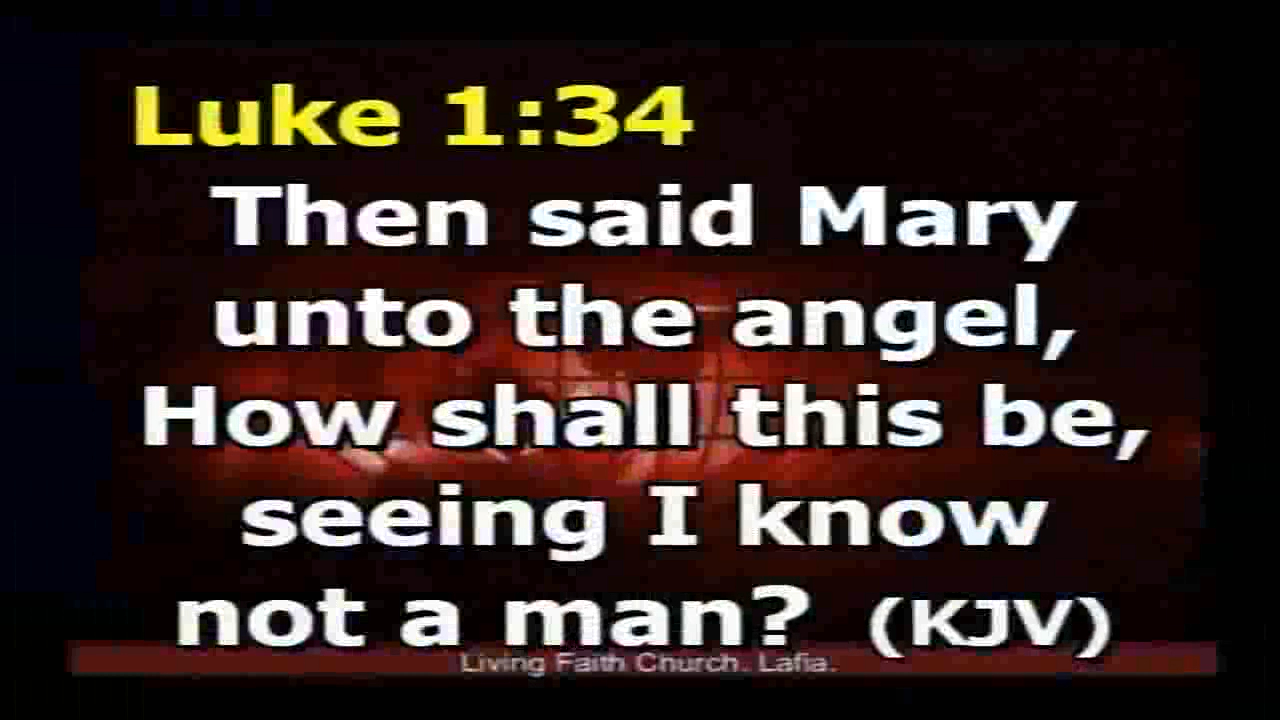 Luke 1:34
Then said Mary
unto the angel,
How shall this be,
seeing I know
not a man? (KJV)
Living Faith Church. Lafia.